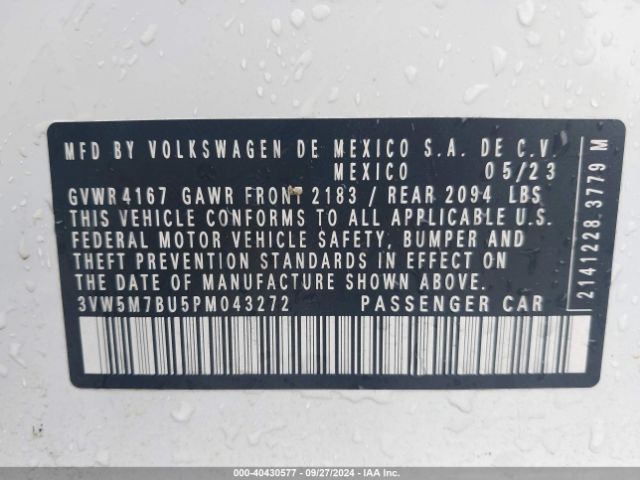 MFD BY VOLKSWAGEN DE MEXICO S.A. DE C.V.
MEXICO 05/23
GVWR 4167 GAWR FRONT 2183 / REAR 2094 LBS
THIS VEHICLE CONFORMS TO ALL APPLICABLE U.S.
FEDERAL MOTOR VEHICLE SAFETY, BUMPER AND
THEFT PREVENTION STANDARDS IN EFFECT ON
THE DATE OF MANUFACTURE SHOWN ABOVE.
3VW5M7BU5PM043272 PASSENGER CAR
2141228.3779 M
000-40430577 - 09/27/2024 - IAA Inc.